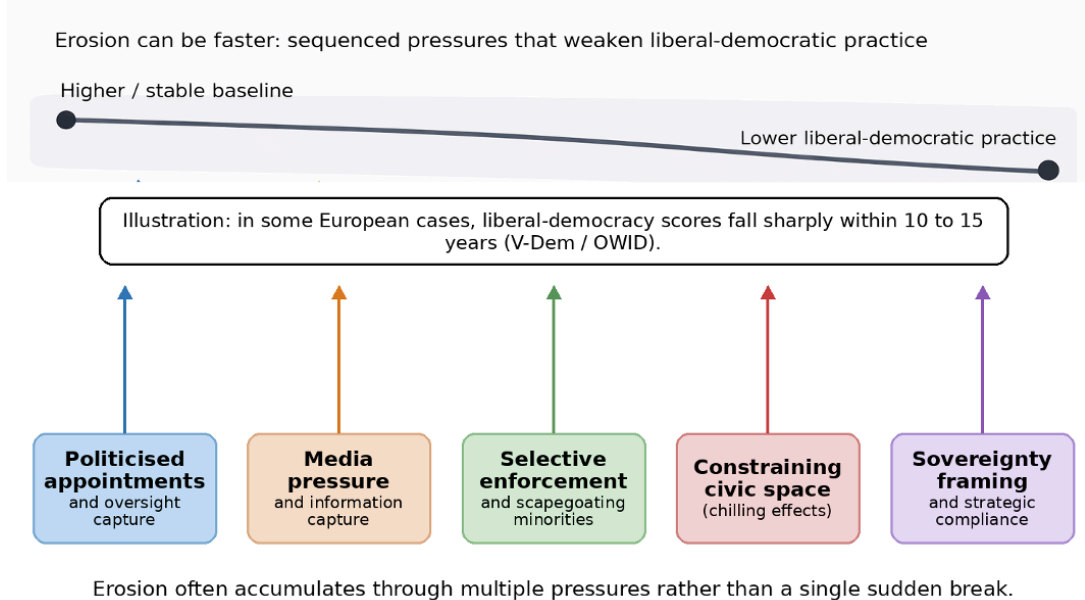 Erosion can be faster: sequenced pressures that weaken liberal-democratic practice
Higher / stable baseline
Lower liberal-democratic practice
Illustration: in some European cases, liberal-democracy scores fall sharply within 10 to 15
years (V-Dem / OWID).
Politicised
appointments
and oversight
capture
Media
pressure
and information
capture
Selective
enforcement
and scapegoating
minorities
Constraining
civic space
(chilling effects)
Sovereignty
framing
and strategic
compliance
Erosion often accumulates through multiple pressures rather than a single sudden break.